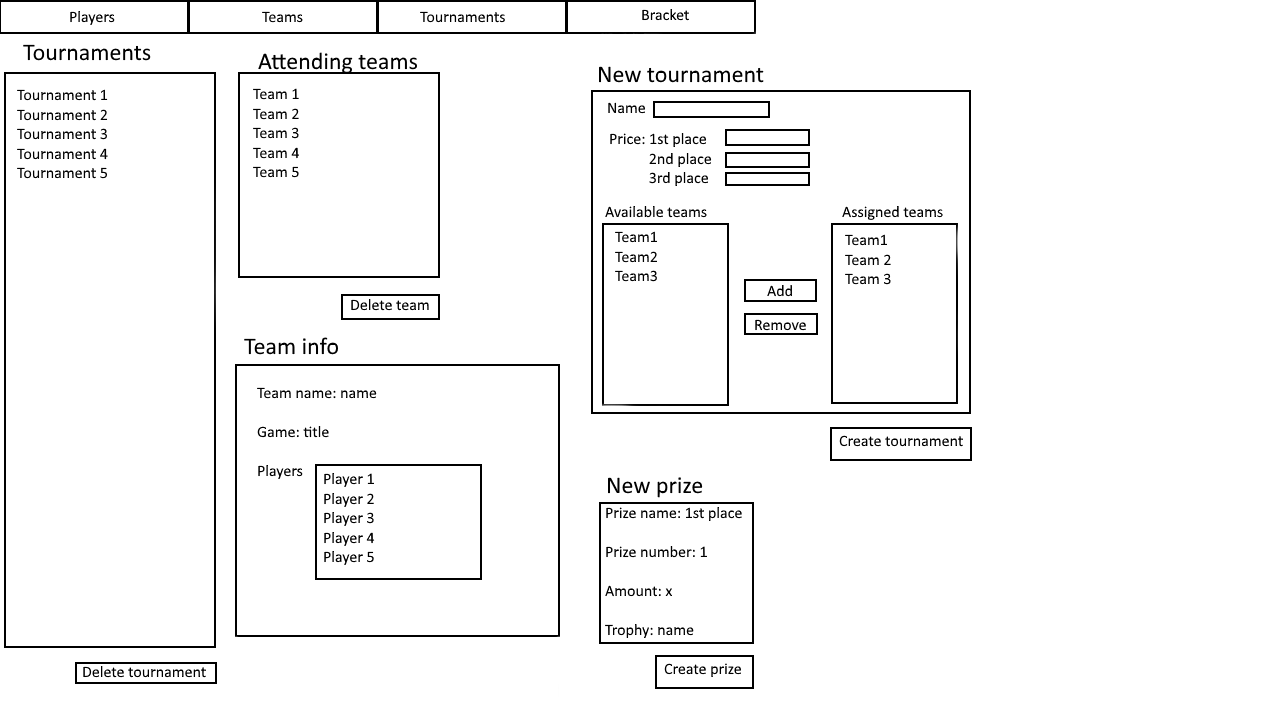 Players
Teams
Tournaments
Bracket
Tournaments
Tournament 1
Tournament 2
Tournament 3
Tournament 4
Tournament 5
Delete tournament
Attending teams
Team 1
Team 2
Team 3
Team 4
Team 5
Delete team
Team info
Team name: name
Game: title
Players
Player 1
Player 2
Player 3
Player 4
Player 5
New tournament
Name
Price: 1st place
2nd place
3rd place
Available teams
Team1
Team2
Team3
Add
Remove
Assigned teams
Team1
Team 2
Team 3
Create tournament
New prize
Prize name: 1st place
Prize number: 1
Amount: x
Trophy: name
Create prize